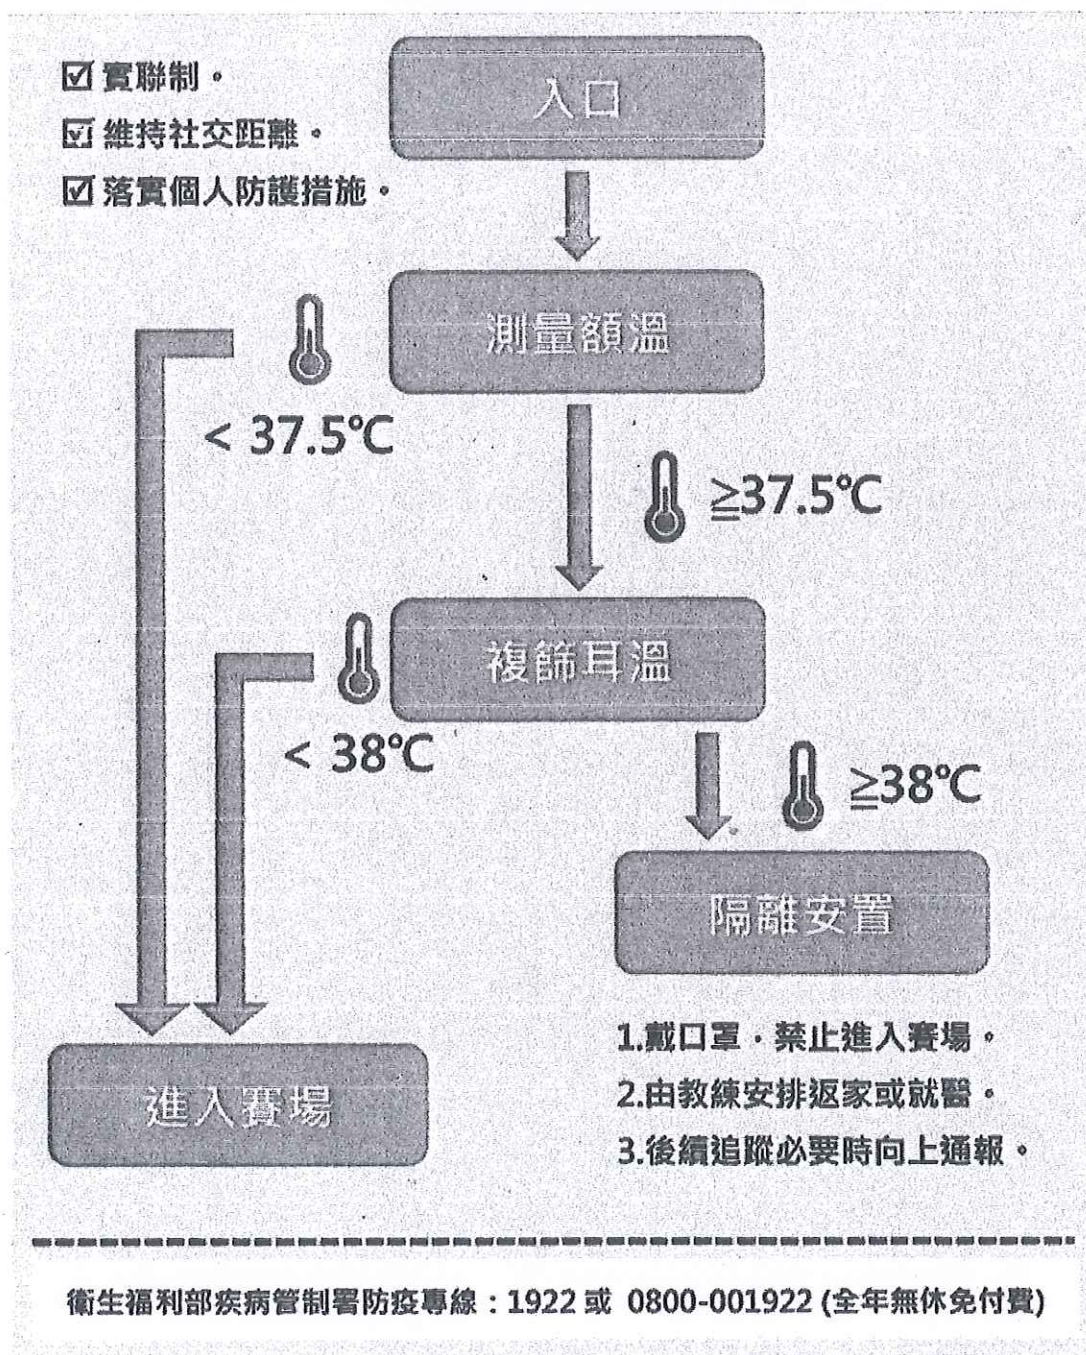 ☑ 實聯制。
☑ 維持社交距離。
☑ 落實個人防護措施。
入口
測量額溫
< 37.5℃
≧37.5℃
複篩耳溫
< 38℃
≧38℃
隔離安置
1.戴口罩，禁止進入賽場。
2.由教練安排返家或就醫。
3.後續追蹤必要時向上通報。
進入賽場
衛生福利部疾病管制署防疫專線：1922 或 0800-001922 (全年無休免付費)